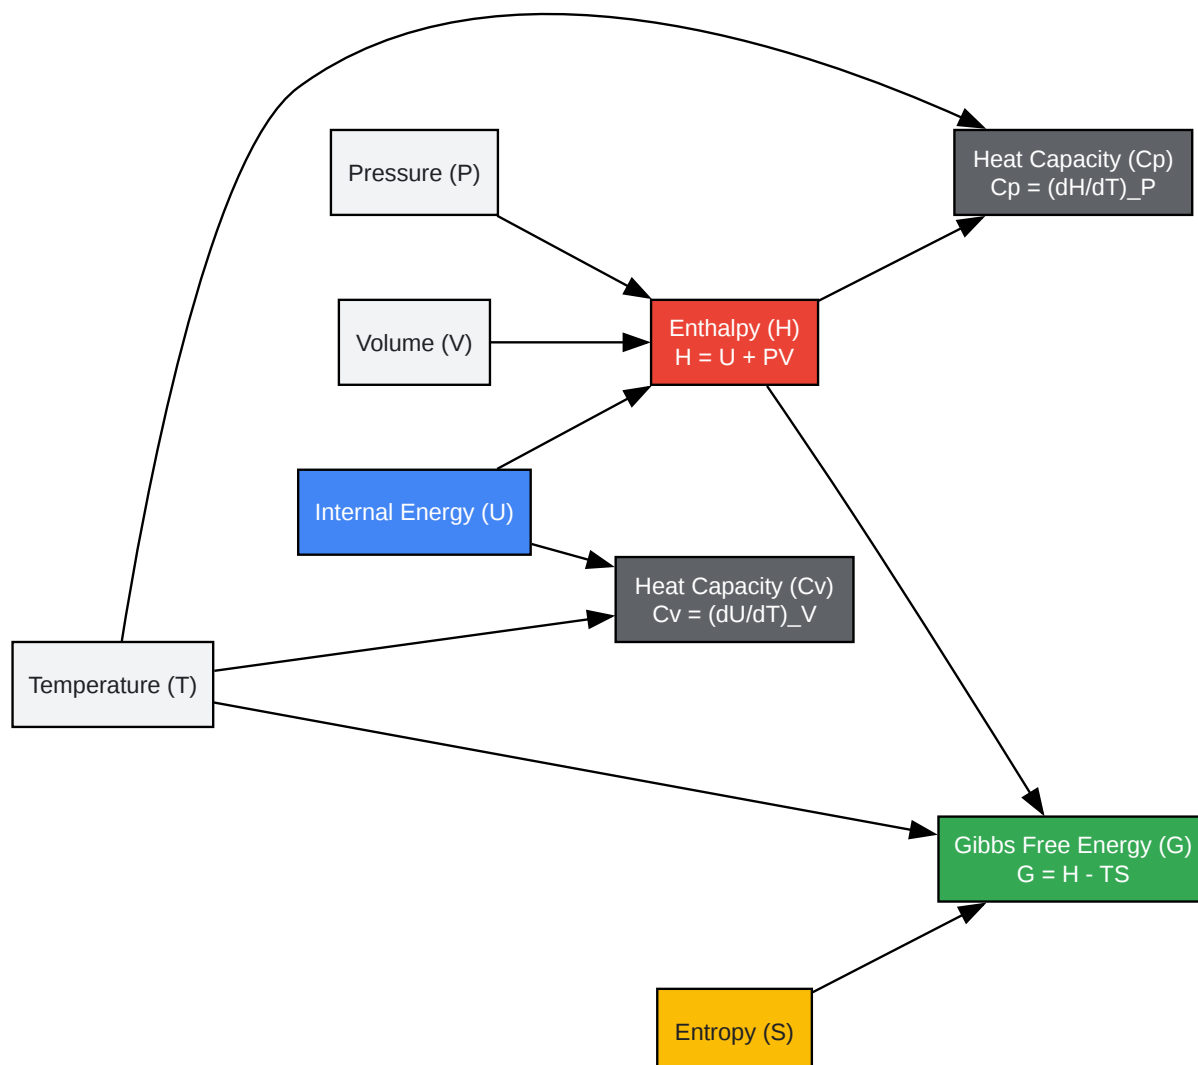 Pressure (P)
Heat Capacity (Cp)
Cp = (dH/dT)_P
Volume (V)
Enthalpy (H)
H = U + PV
Internal Energy (U)
Heat Capacity (Cv)
Cv = (dU/dT)_V
Temperature (T)
Gibbs Free Energy (G)
G = H - TS
Entropy (S)